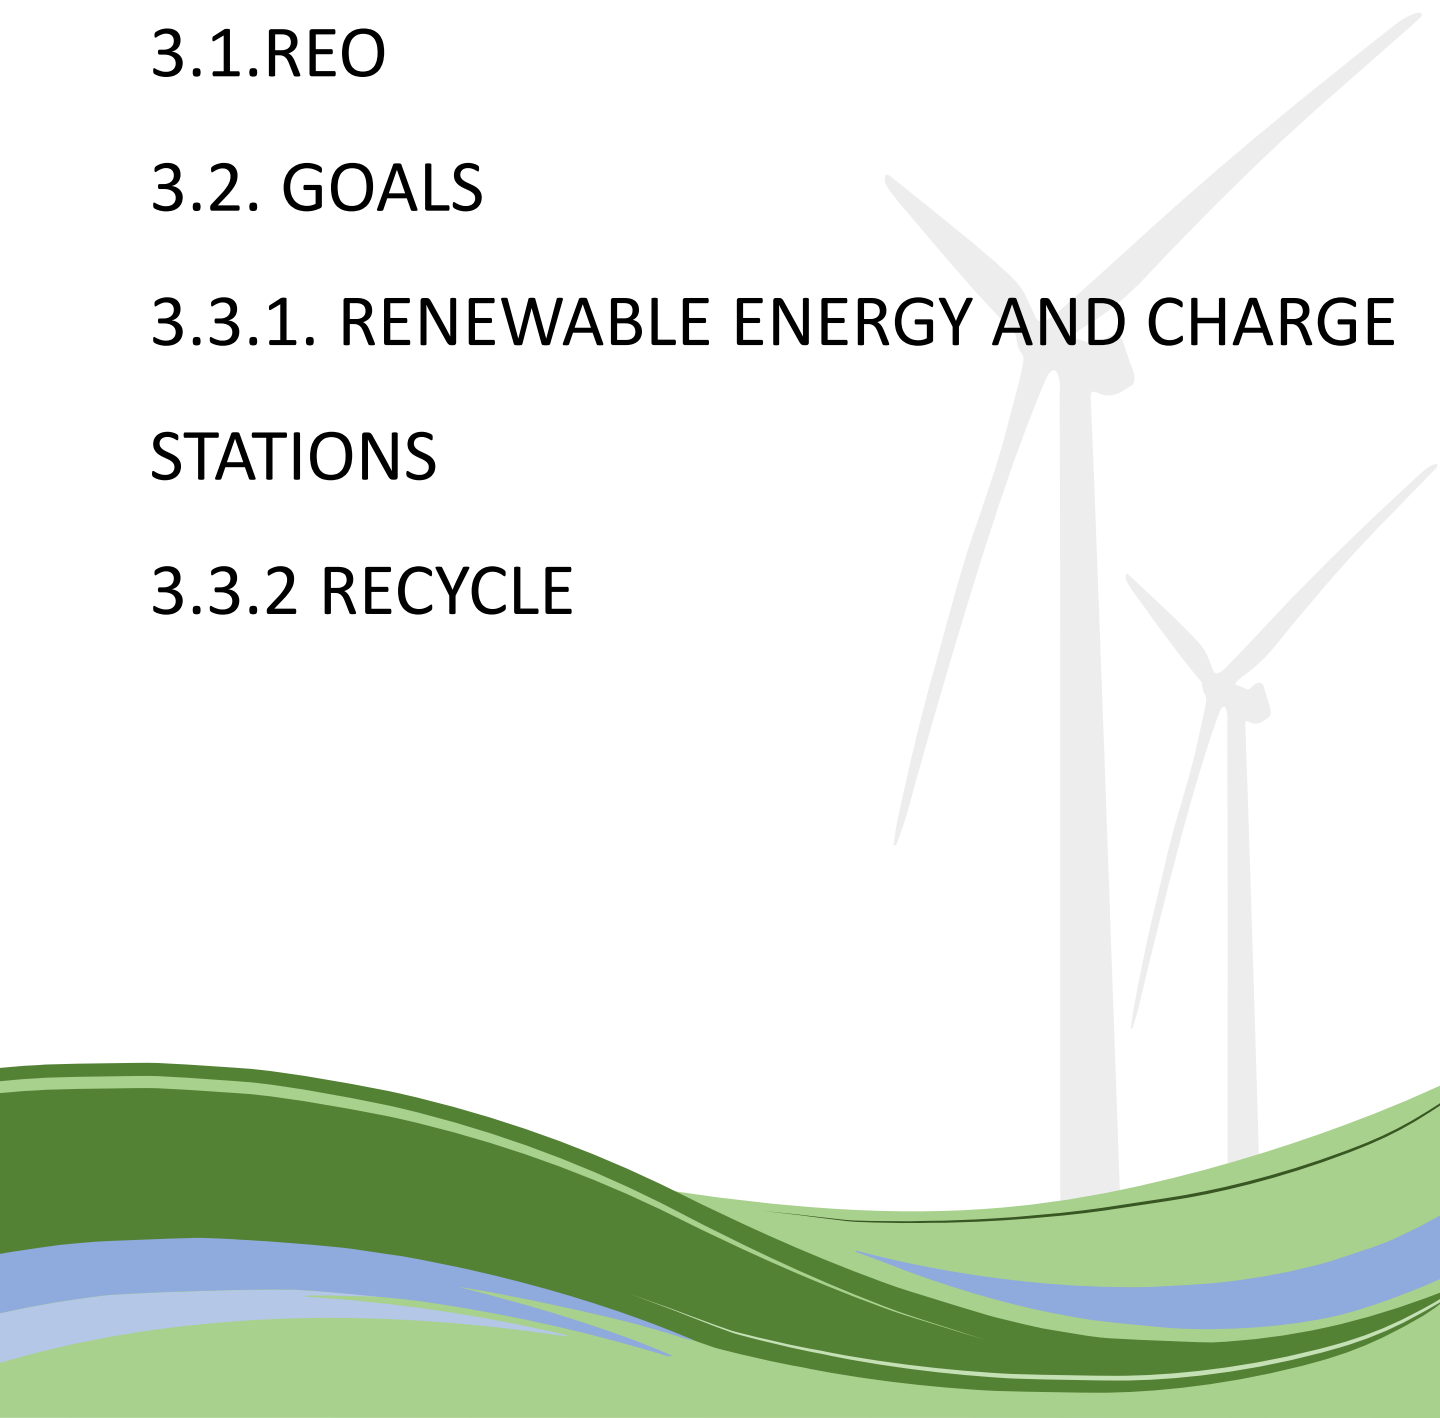 3.1.REO
3.2. GOALS
3.3.1. RENEWABLE ENERGY AND CHARGE
STATIONS
3.3.2 RECYCLE